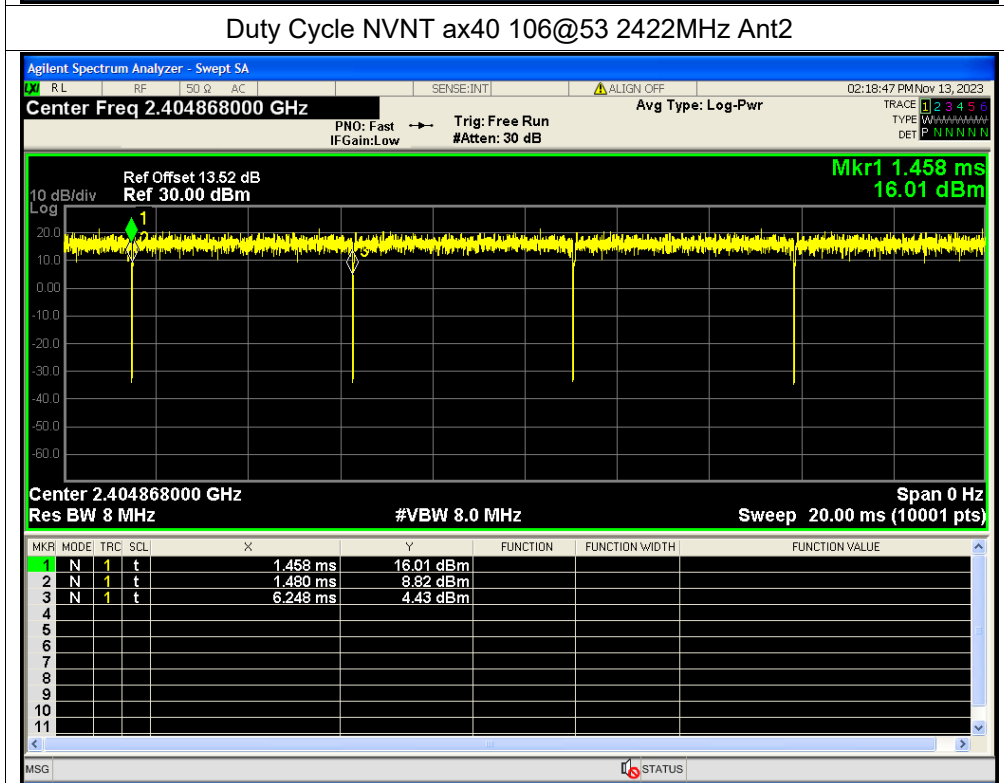 Duty Cycle NVNT ax40 106@53 2422MHz Ant2
Agilent Spectrum Analyzer - Swept SA
LXI RL RF 50 Ω AC SENSE:INT ALIGN OFF 02:18:47 PM Nov 13, 2023
Center Freq 2.404868000 GHz Avg Type: Log-Pwr TRACE 1 2 3 4 5 6
PNO: Fast Trig: Free Run TYPE W
IFGain:Low #Atten: 30 dB DET P N N N N N
Mkr1 1.458 ms
Ref Offset 13.52 dB
10 dB/div Ref 30.00 dBm 16.01 dBm
Log
1
20.0
2
3
10.0
0.00
-10.0
-20.0
-30.0
-40.0
-50.0
-60.0
Center 2.404868000 GHz Span 0 Hz
Res BW 8 MHz #VBW 8.0 MHz Sweep 20.00 ms (10001 pts)
MKR MODE TRC SCL X Y FUNCTION FUNCTION WIDTH FUNCTION VALUE
1 N 1 t 1.458 ms 16.01 dBm
2 N 1 t 1.480 ms 8.82 dBm
3 N 1 t 6.248 ms 4.43 dBm
4
5
6
7
8
9
10
11
MSG STATUS